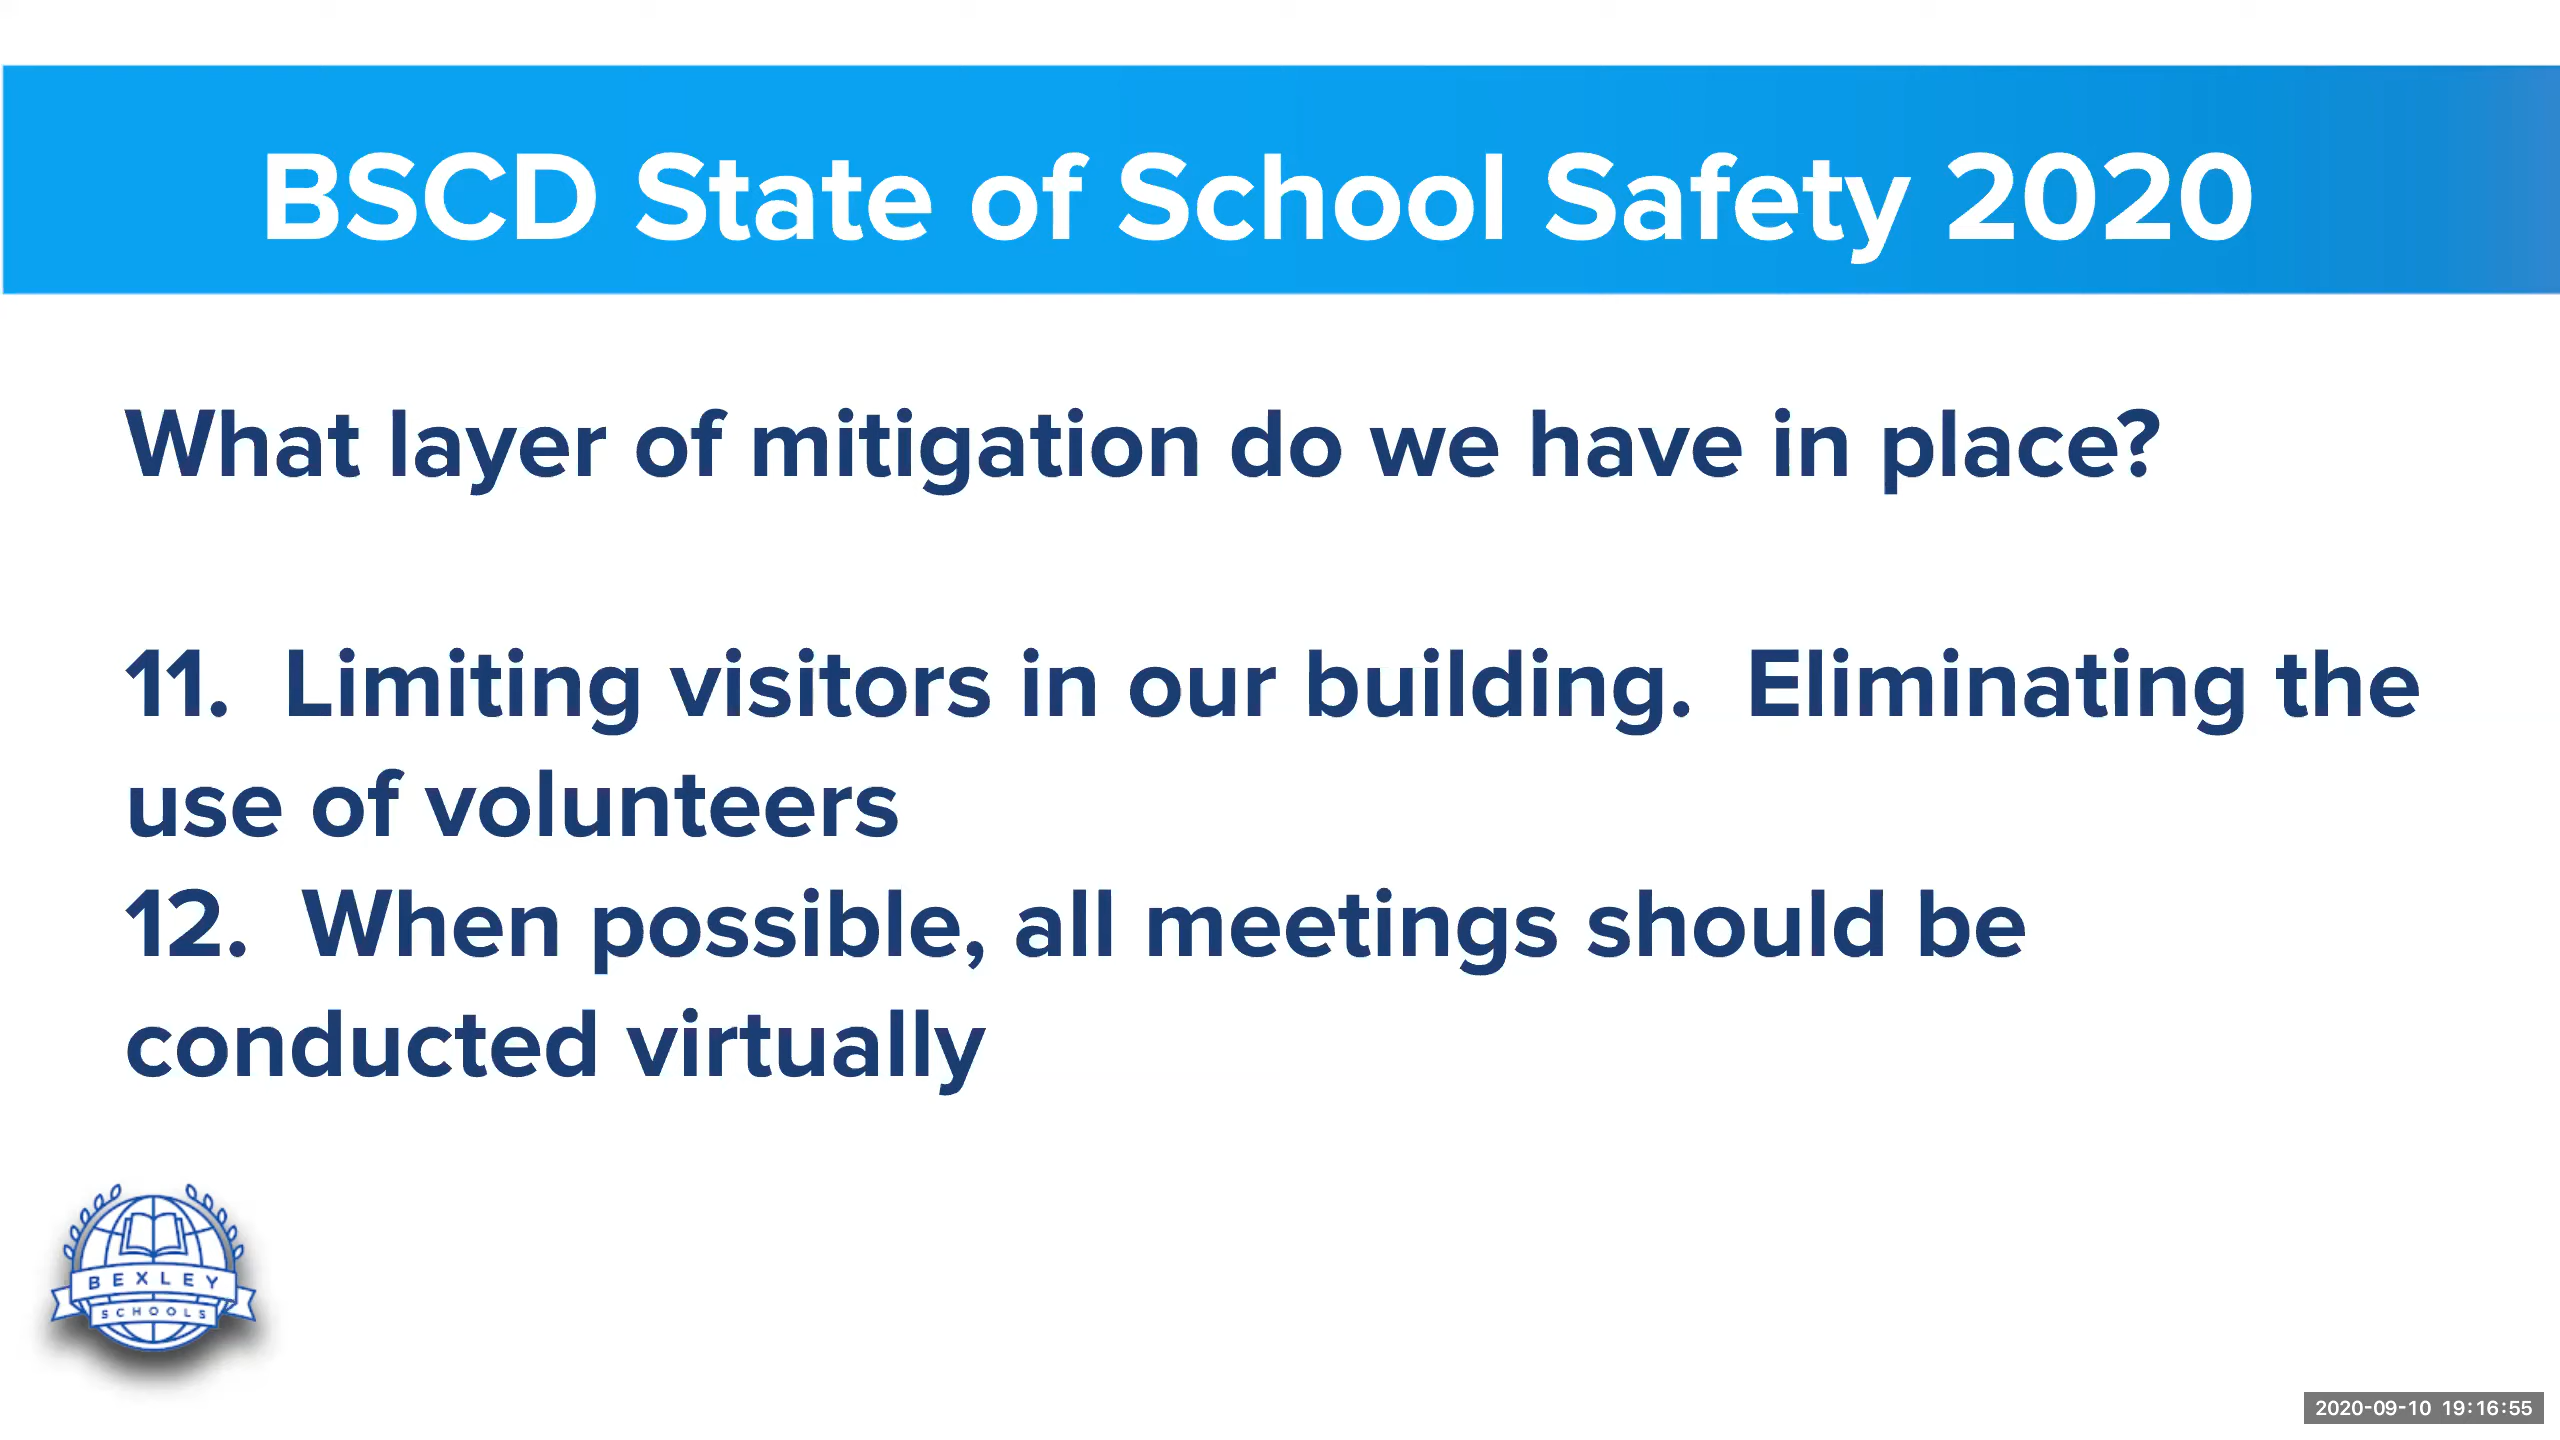 BSCD State of School Safety 2020
What layer of mitigation do we have in place?
11.  Limiting visitors in our building.  Eliminating the
use of volunteers
12.  When possible, all meetings should be
conducted virtually
BEXLEY
SCHOOLS
2020-09-10 19:16:55